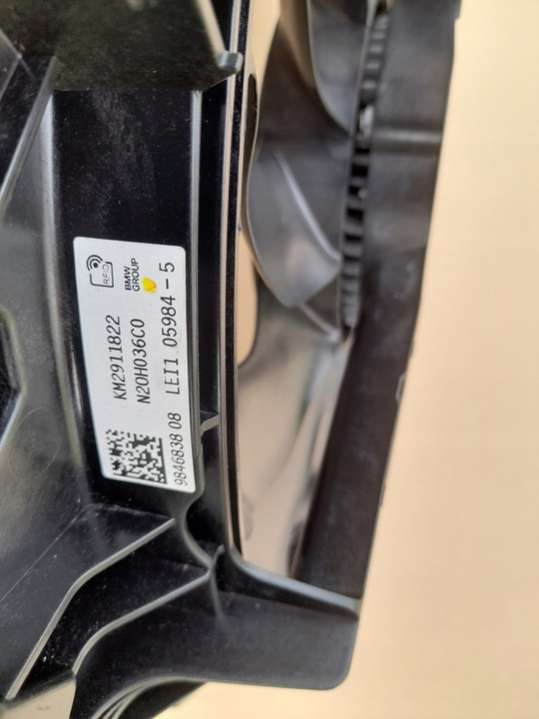 RFID
BMW
GROUP
KM2911822
N20H036C0
9846838 08 LEI1 05984-5